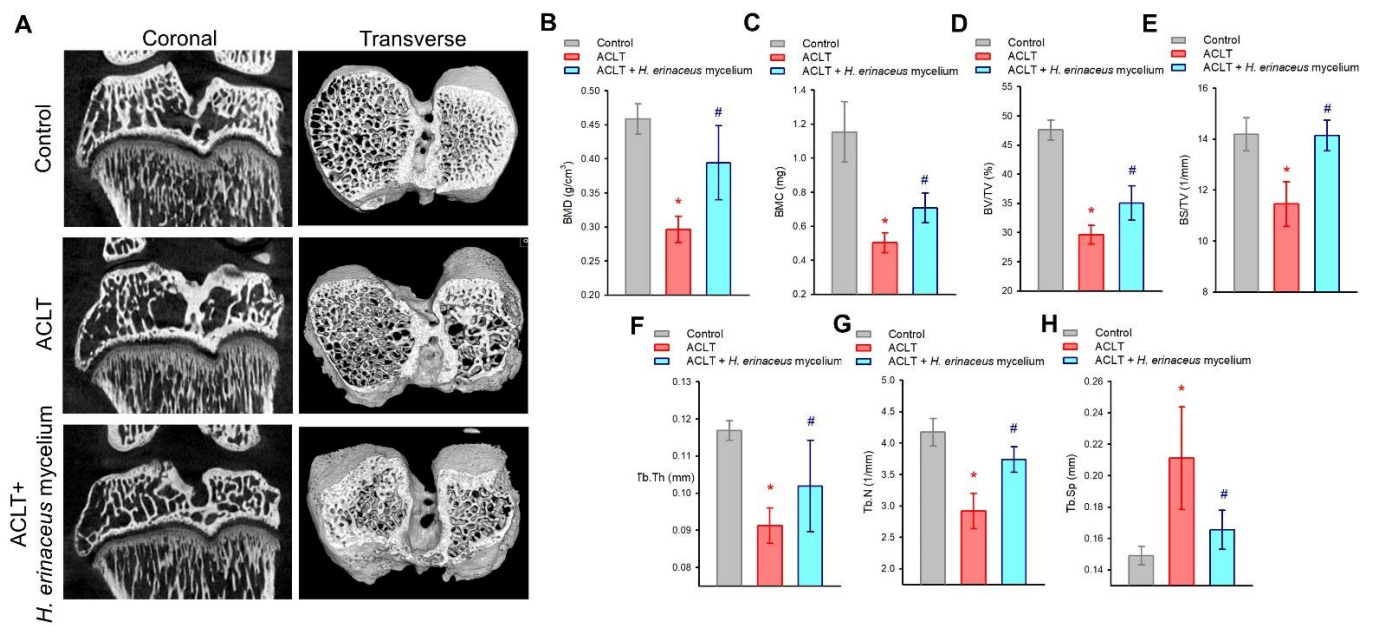 A
Coronal
Transverse
Control
ACLT
ACLT+
H. erinaceus mycelium
B
Control
ACLT
ACLT + H. erinaceus mycelium
BMD (g/cm³)
0.50
0.45
0.40
0.35
0.30
0.25
0.20
*
#
C
Control
ACLT
ACLT + H. erinaceus mycelium
BMC (mg)
1.4
1.2
1.0
0.8
0.6
0.4
0.2
*
#
D
Control
ACLT
ACLT + H. erinaceus mycelium
BV/TV (%)
55
50
45
40
35
30
25
20
*
#
E
Control
ACLT
ACLT + H. erinaceus mycelium
BS/TV (1/mm)
16
14
12
10
8
*
#
F
Control
ACLT
ACLT + H. erinaceus mycelium
Tb.Th (mm)
0.13
0.12
0.11
0.10
0.09
0.08
*
#
G
Control
ACLT
ACLT + H. erinaceus mycelium
Tb.N (1/mm)
5.0
4.5
4.0
3.5
3.0
2.5
2.0
*
#
H
Control
ACLT
ACLT + H. erinaceus mycelium
Tb.Sp (mm)
0.26
0.24
0.22
0.20
0.18
0.16
0.14
*
#